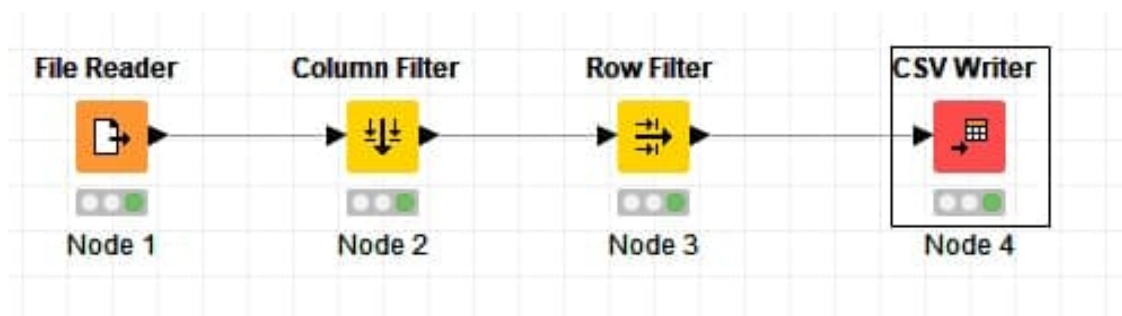 File Reader
Column Filter
Row Filter
CSV Writer
Node 1
Node 2
Node 3
Node 4